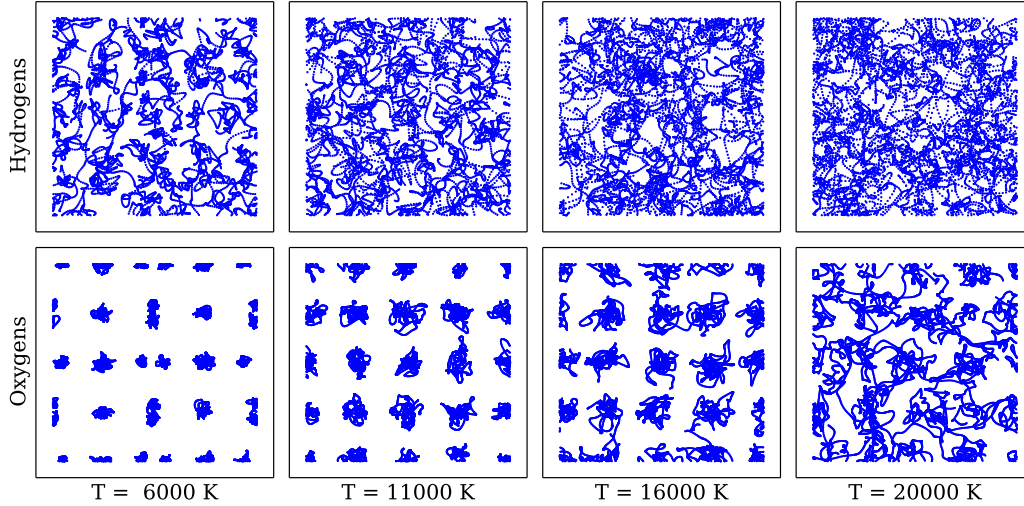 Hydrogens
Oxygens
T =  6000 K
T = 11000 K
T = 16000 K
T = 20000 K